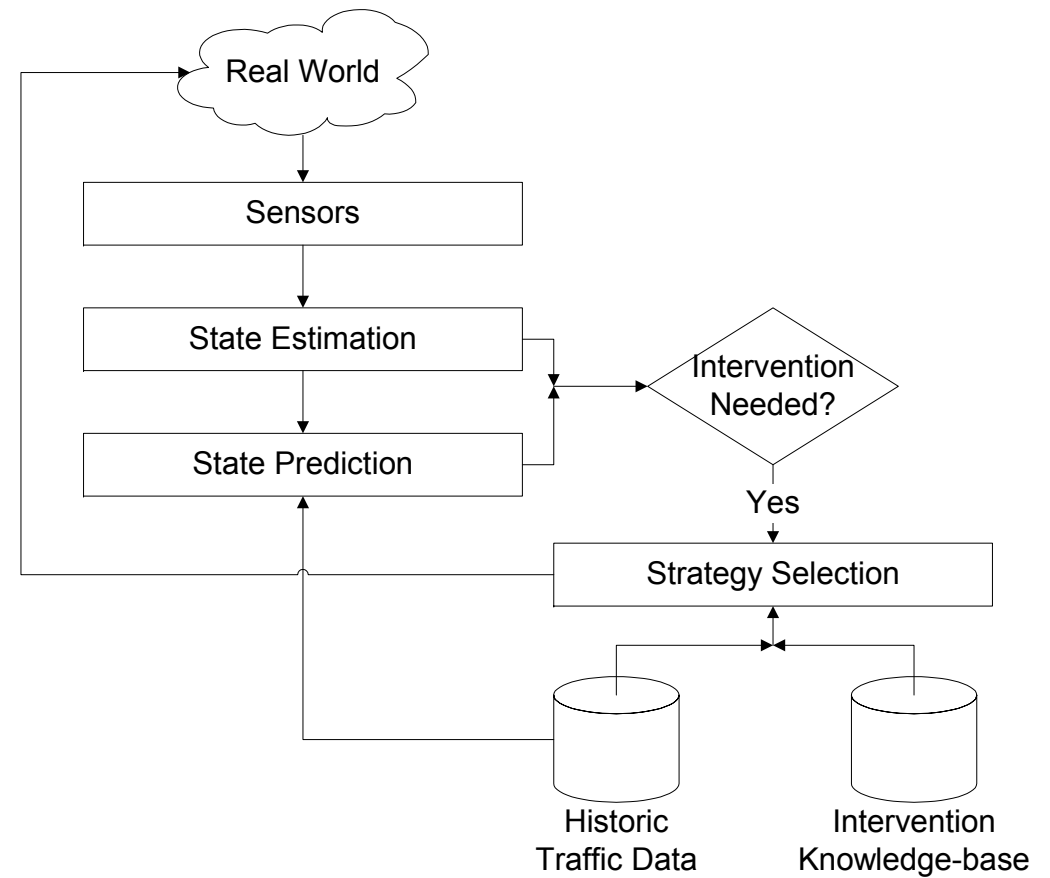 Real World
Sensors
State Estimation
Intervention
Needed?
State Prediction
Yes
Strategy Selection
Historic
Traffic Data
Intervention
Knowledge-base